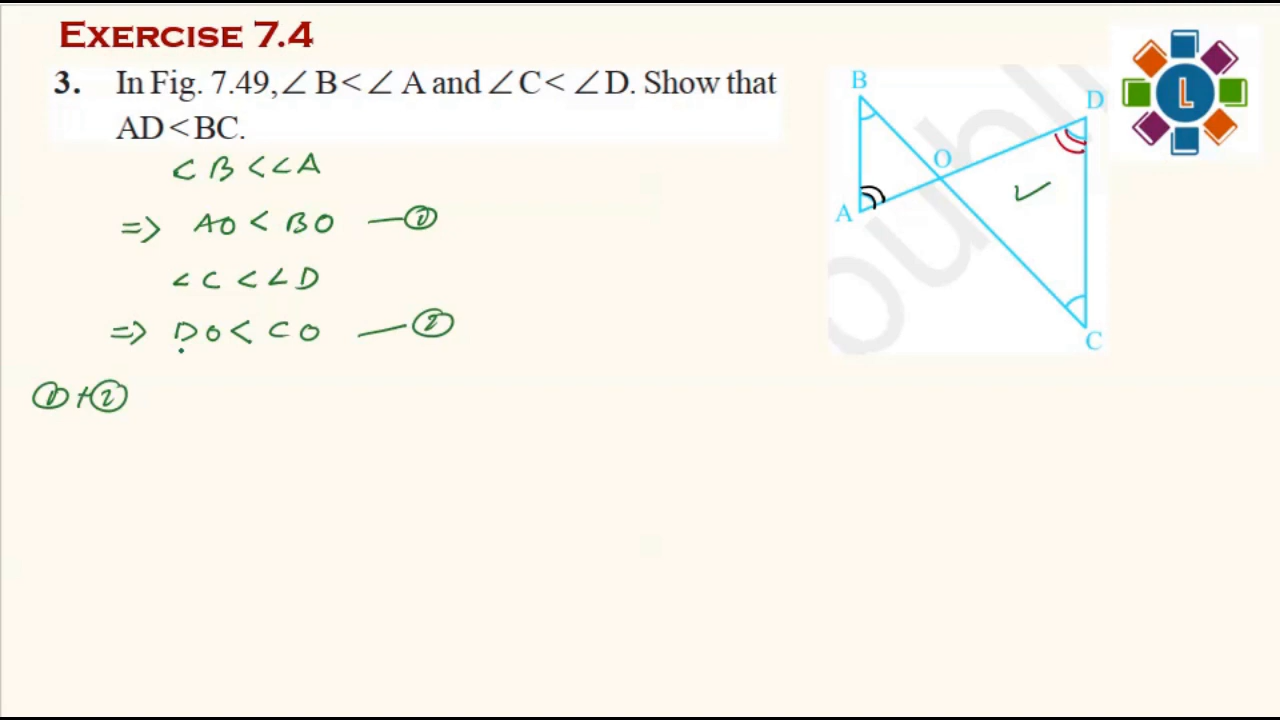 EXERCISE 7.4
3. In Fig. 7.49, ∠ B < ∠ A and ∠ C < ∠ D. Show that
AD < BC.
∠B < ∠A
=> AO < BO — ①
∠C < ∠D
=> DO < CO — ②
① + ②
B
D
O
A
C
L